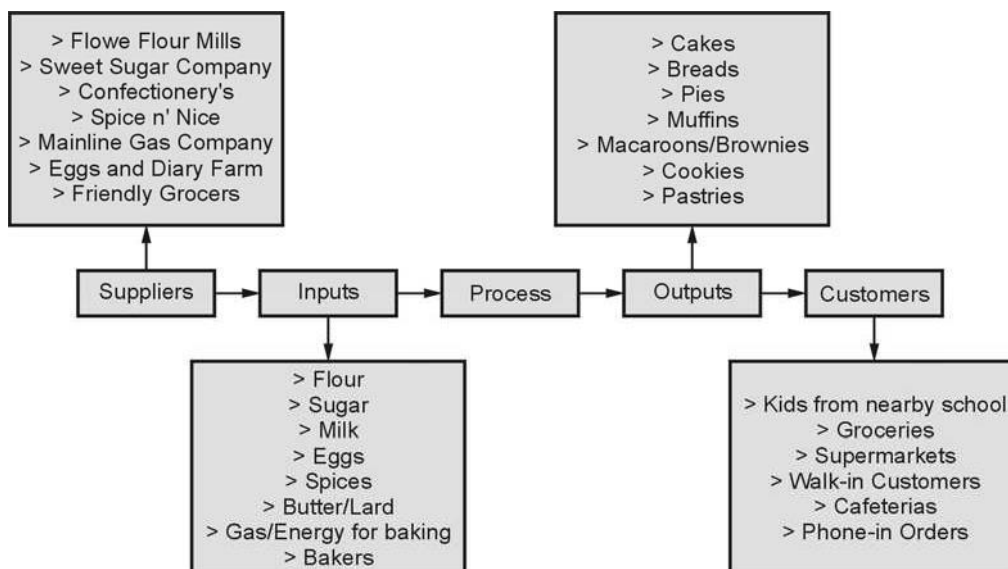 > Flowe Flour Mills
> Sweet Sugar Company
> Confectionery's
> Spice n' Nice
> Mainline Gas Company
> Eggs and Diary Farm
> Friendly Grocers
> Cakes
> Breads
> Pies
> Muffins
> Macaroons/Brownies
> Cookies
> Pastries
Suppliers
Inputs
Process
Outputs
Customers
> Flour
> Sugar
> Milk
> Eggs
> Spices
> Butter/Lard
> Gas/Energy for baking
> Bakers
> Kids from nearby school
> Groceries
> Supermarkets
> Walk-in Customers
> Cafeterias
> Phone-in Orders